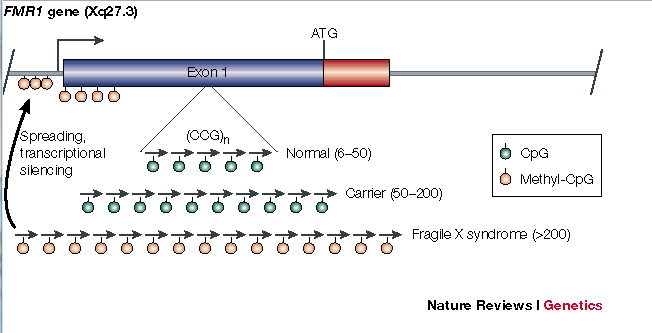 FMR1 gene (Xq27.3)
ATG
Exon 1
Spreading,
transcriptional
silencing
(CCG)n
Normal (6–50)
CpG
Methyl-CpG
Carrier (50–200)
Fragile X syndrome (>200)
Nature Reviews | Genetics